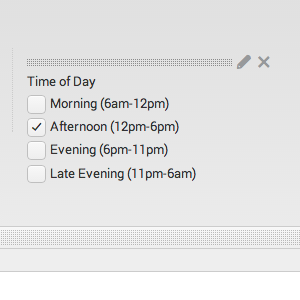 Time of Day
Morning (6am-12pm)
Afternoon (12pm-6pm)
Evening (6pm-11pm)
Late Evening (11pm-6am)